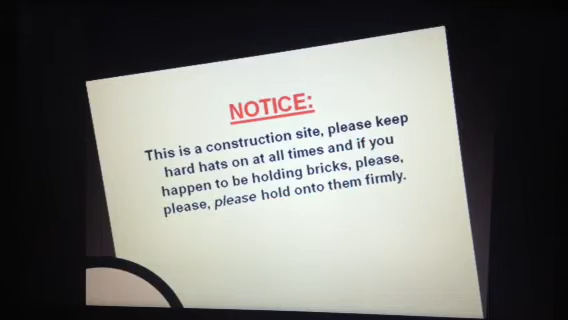 NOTICE:
This is a construction site, please keep
hard hats on at all times and if you
happen to be holding bricks, please,
please, please hold onto them firmly.